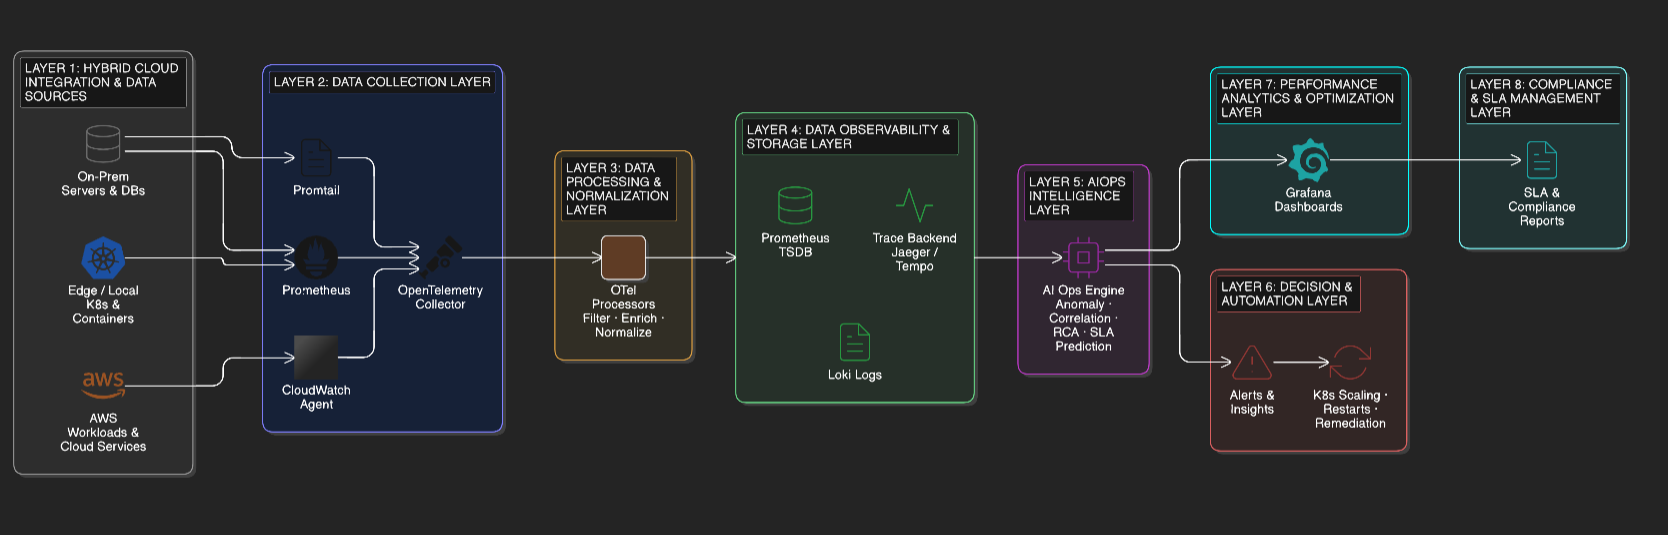 LAYER 1: HYBRID CLOUD
INTEGRATION & DATA
SOURCES
On-Prem
Servers & DBs
Edge / Local
K8s &
Containers
aws
AWS
Workloads &
Cloud Services
LAYER 2: DATA COLLECTION LAYER
Promtail
Prometheus
OpenTelemetry
Collector
CloudWatch
Agent
LAYER 3: DATA
PROCESSING &
NORMALIZATION
LAYER
OTel
Processors
Filter · Enrich ·
Normalize
LAYER 4: DATA OBSERVABILITY &
STORAGE LAYER
Prometheus
TSDB
Trace Backend
Jaeger /
Tempo
Loki Logs
LAYER 5: AIOPS
INTELLIGENCE
LAYER
AI Ops Engine
Anomaly ·
Correlation ·
RCA · SLA
Prediction
LAYER 7: PERFORMANCE
ANALYTICS & OPTIMIZATION
LAYER
Grafana
Dashboards
LAYER 6: DECISION &
AUTOMATION LAYER
Alerts &
Insights
K8s Scaling ·
Restarts ·
Remediation
LAYER 8: COMPLIANCE
& SLA MANAGEMENT
LAYER
SLA &
Compliance
Reports